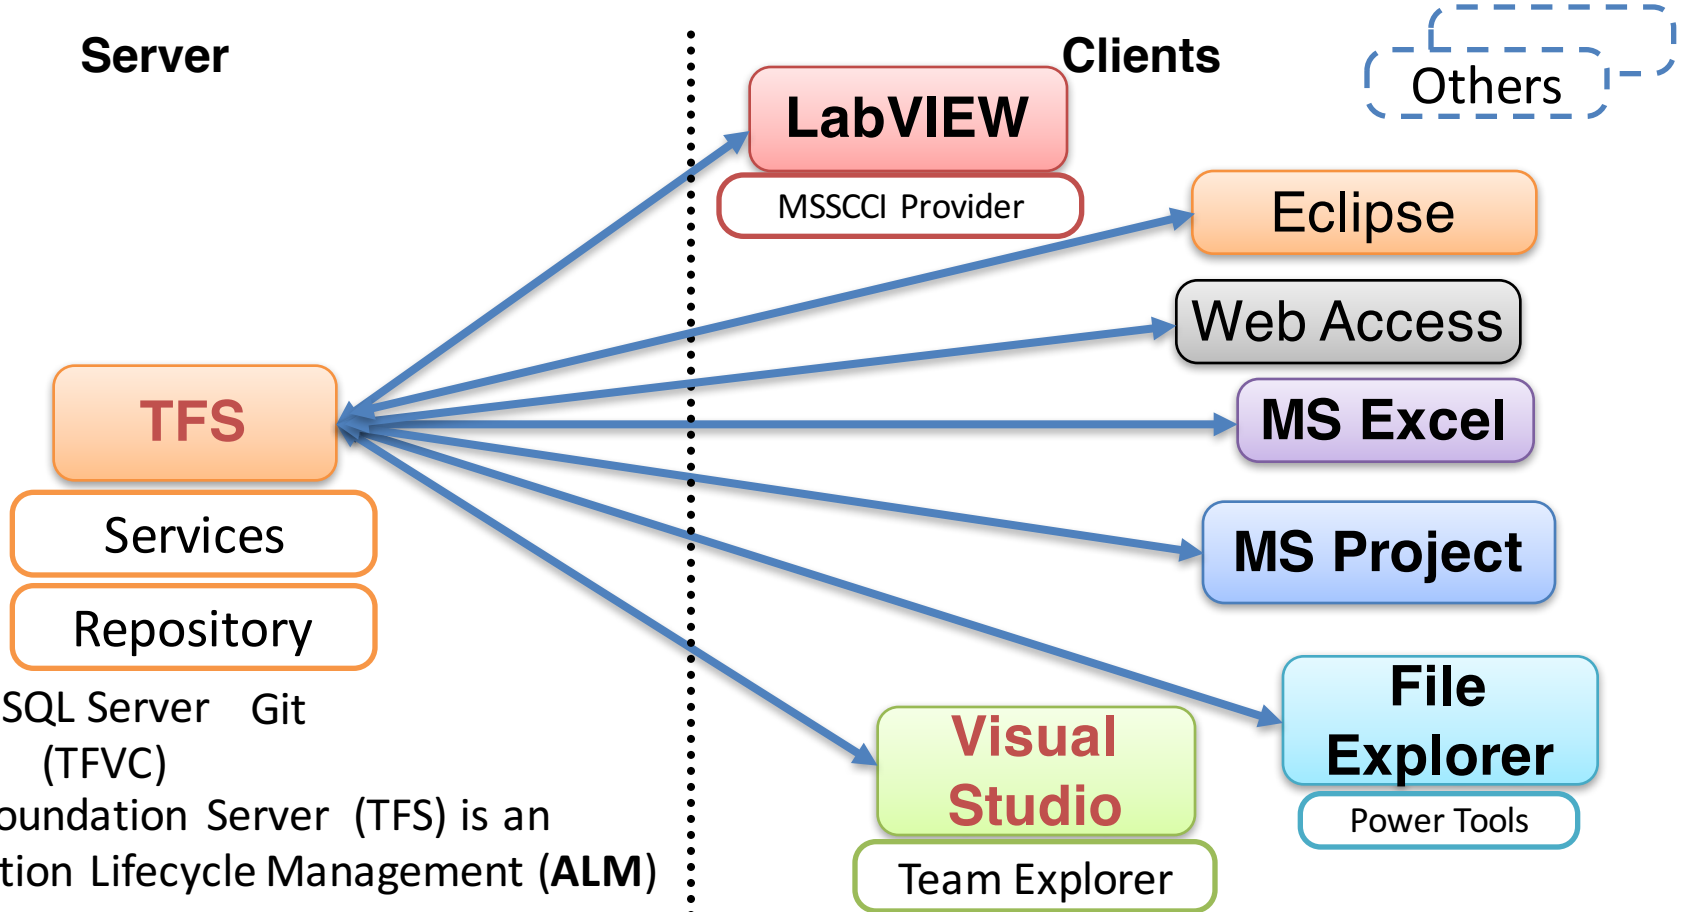 Server
Clients
Others
LabVIEW
MSSCCI Provider
Eclipse
Web Access
MS Excel
MS Project
File
Explorer
Power Tools
Visual
Studio
Team Explorer
TFS
Services
Repository
SQL Server Git
(TFVC)
oundation Server (TFS) is an
tion Lifecycle Management (ALM)